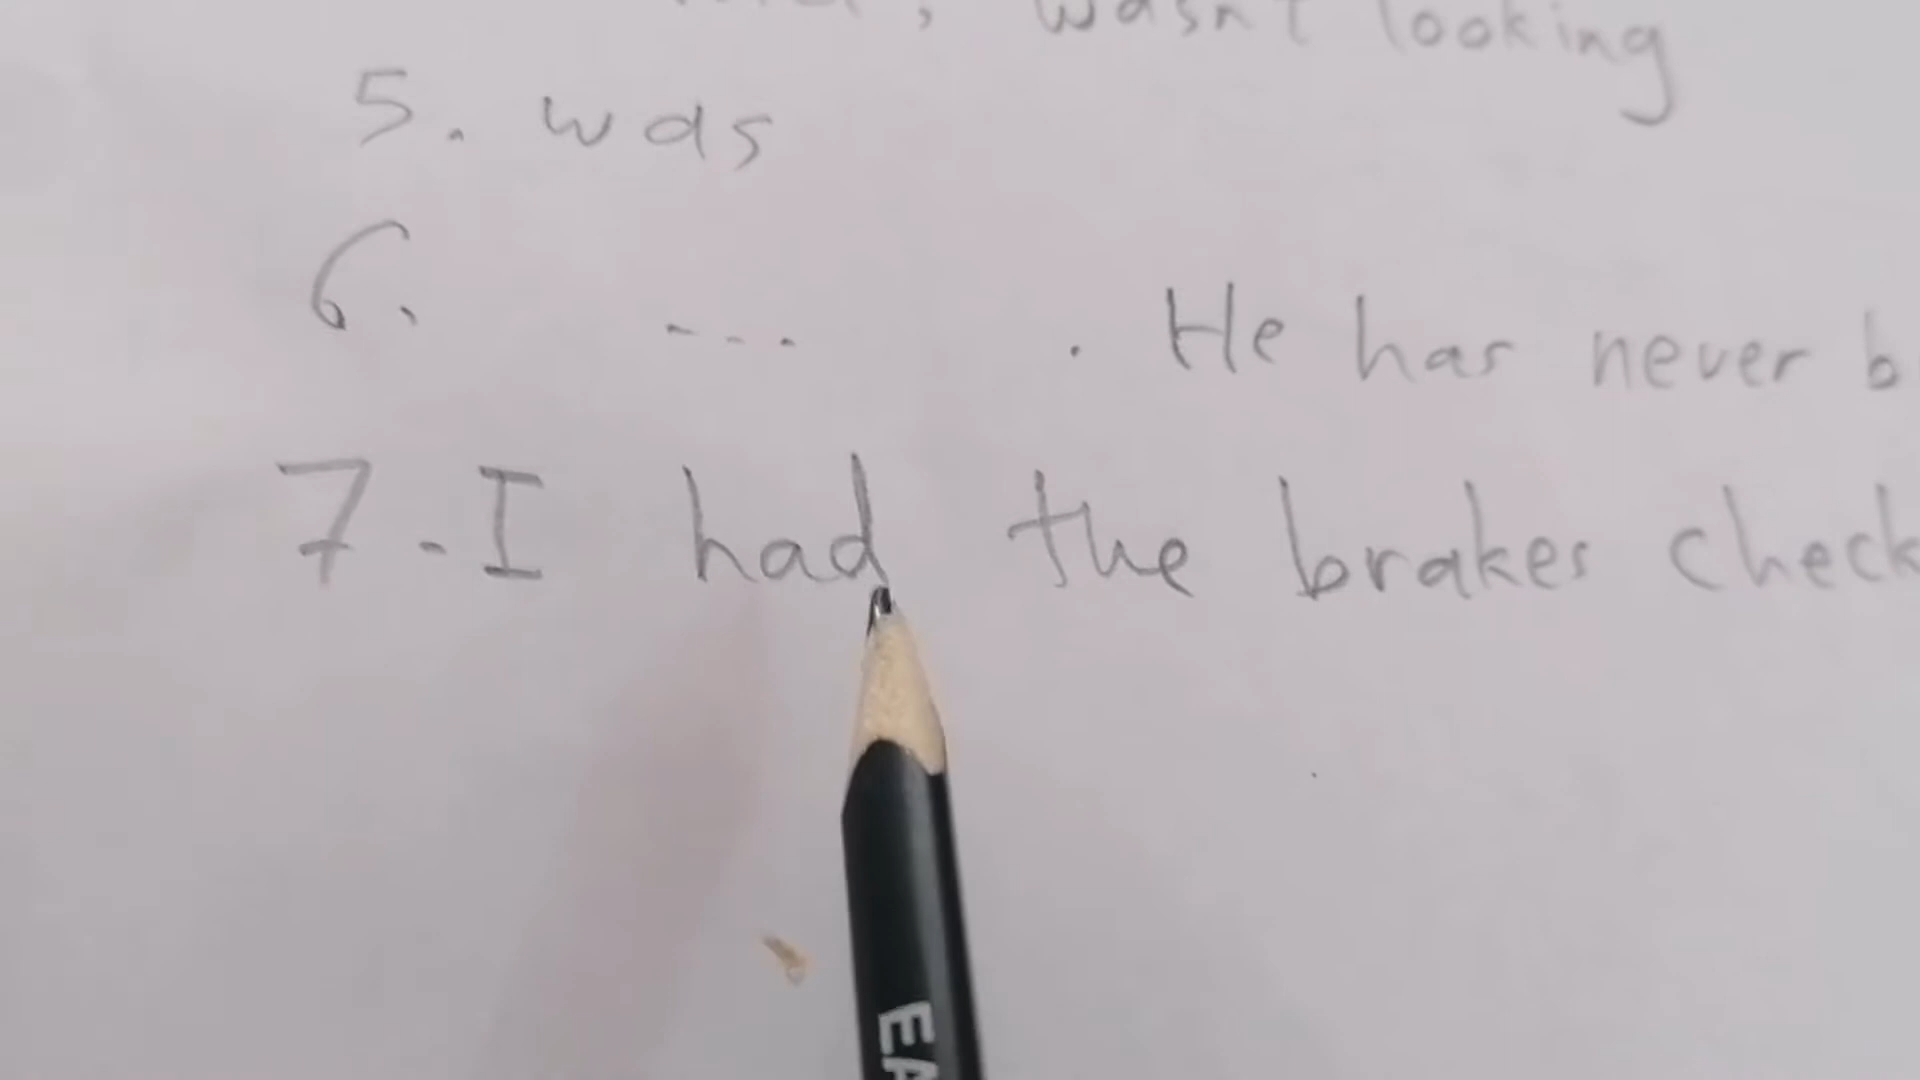 , wasn't looking
5. was
6. --- . He has never b
7-I had the brakes check
EA